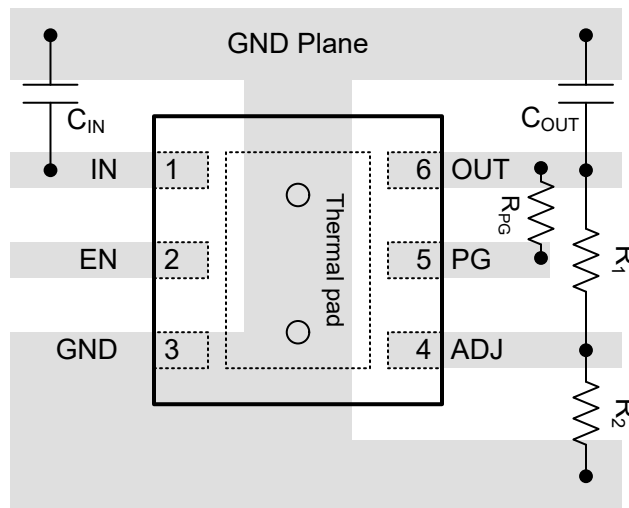 GND Plane
CIN
COUT
IN 1
6 OUT
RPG
Thermal pad
EN 2
5 PG
R1
GND 3
4 ADJ
R2